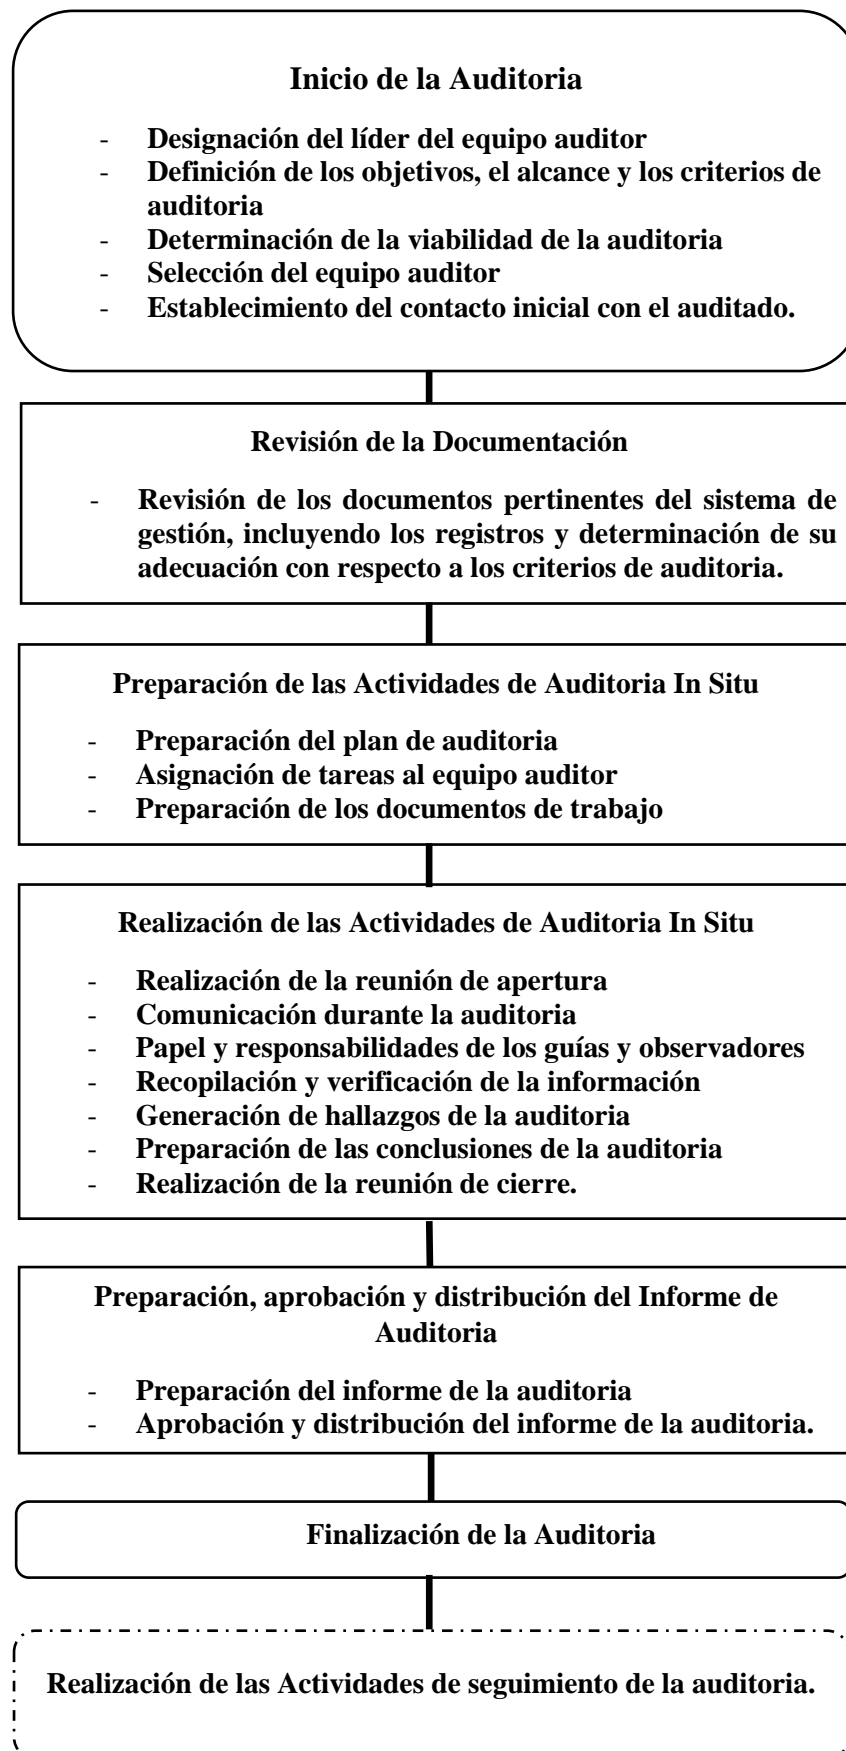 Inicio de la Auditoria
- Designación del líder del equipo auditor
- Definición de los objetivos, el alcance y los criterios de
auditoria
- Determinación de la viabilidad de la auditoria
- Selección del equipo auditor
- Establecimiento del contacto inicial con el auditado.
Revisión de la Documentación
- Revisión de los documentos pertinentes del sistema de
gestión, incluyendo los registros y determinación de su
adecuación con respecto a los criterios de auditoria.
Preparación de las Actividades de Auditoria In Situ
- Preparación del plan de auditoria
- Asignación de tareas al equipo auditor
- Preparación de los documentos de trabajo
Realización de las Actividades de Auditoria In Situ
- Realización de la reunión de apertura
- Comunicación durante la auditoria
- Papel y responsabilidades de los guías y observadores
- Recopilación y verificación de la información
- Generación de hallazgos de la auditoria
- Preparación de las conclusiones de la auditoria
- Realización de la reunión de cierre.
Preparación, aprobación y distribución del Informe de
Auditoria
- Preparación del informe de la auditoria
- Aprobación y distribución del informe de la auditoria.
Finalización de la Auditoria
Realización de las Actividades de seguimiento de la auditoria.